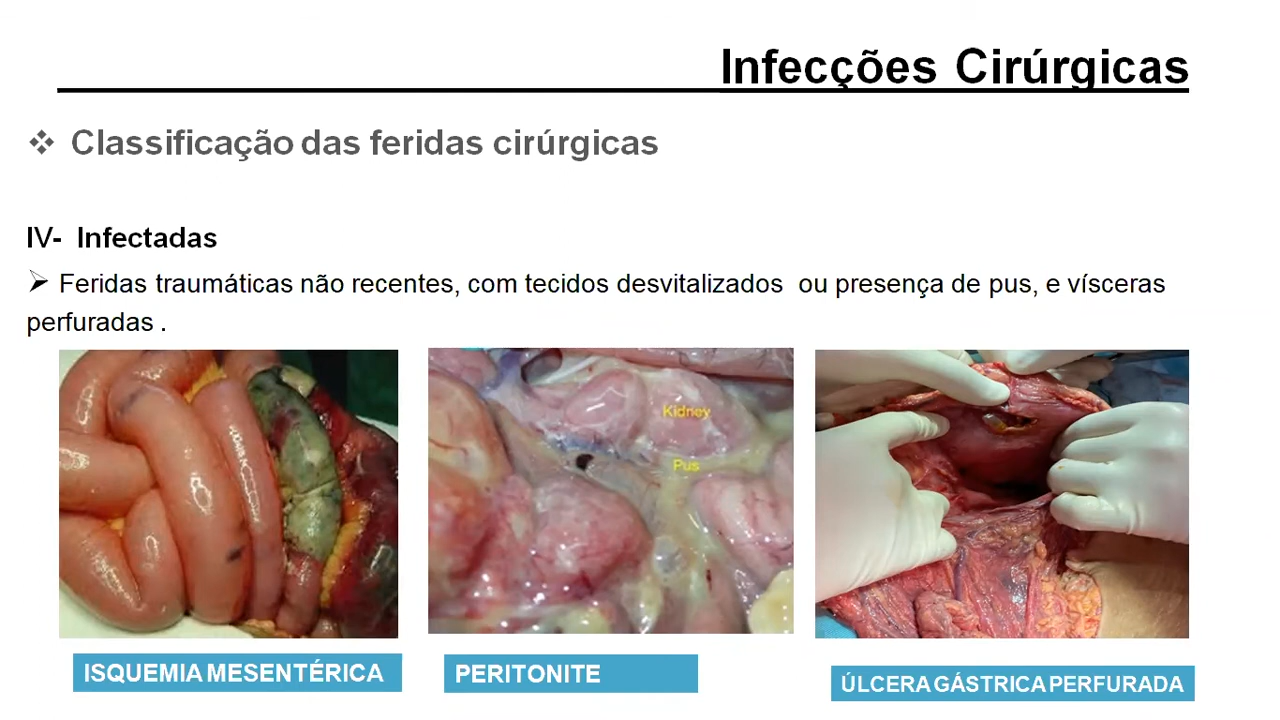 Infecções Cirúrgicas
❖ Classificação das feridas cirúrgicas
IV- Infectadas
➢ Feridas traumáticas não recentes, com tecidos desvitalizados ou presença de pus, e vísceras
perfuradas .
Kidney
Pus
ISQUEMIA MESENTÉRICA
PERITONITE
ÚLCERA GÁSTRICA PERFURADA